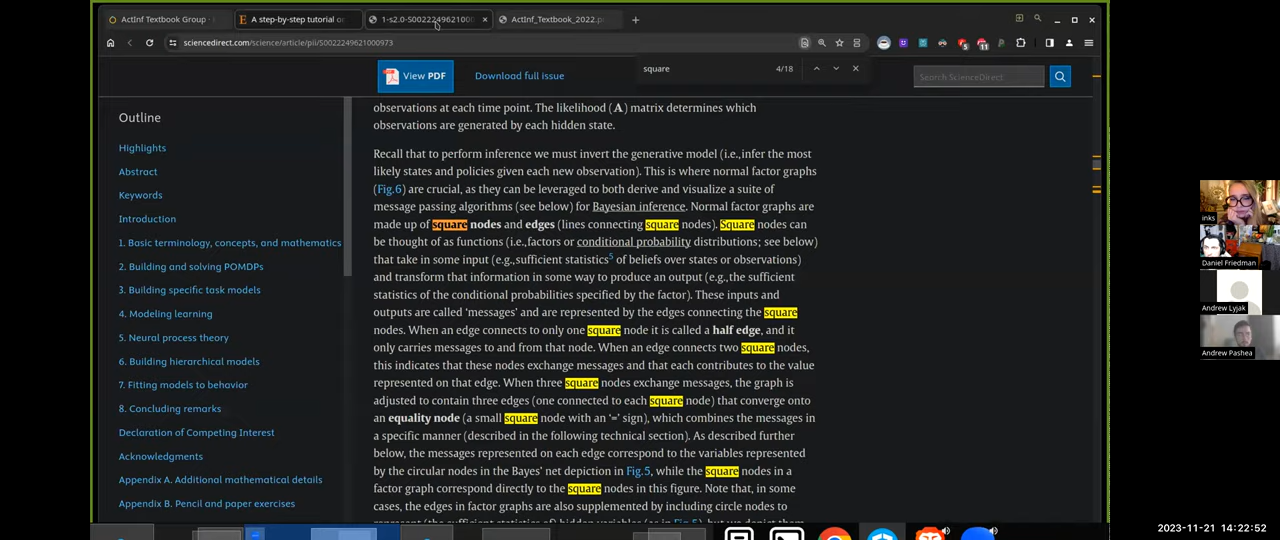 ActInf Textbook Group -
A step-by-step tutorial on
1-s2.0-S0022249621000
ActInf_Textbook_2022.p
sciencedirect.com/science/article/pii/S0022249621000973
square
4/18
View PDF
Download full issue
Search ScienceDirect
Outline
Highlights
Abstract
Keywords
Introduction
1. Basic terminology, concepts, and mathematics
2. Building and solving POMDPs
3. Building specific task models
4. Modeling learning
5. Neural process theory
6. Building hierarchical models
7. Fitting models to behavior
8. Concluding remarks
Declaration of Competing Interest
Acknowledgments
Appendix A. Additional mathematical details
Appendix B. Pencil and paper exercises
observations at each time point. The likelihood (A) matrix determines which
observations are generated by each hidden state.
Recall that to perform inference we must invert the generative model (i.e.,infer the most
likely states and policies given each new observation). This is where normal factor graphs
(Fig.6) are crucial, as they can be leveraged to both derive and visualize a suite of
message passing algorithms (see below) for Bayesian inference. Normal factor graphs are
made up of square nodes and edges (lines connecting square nodes). Square nodes can
be thought of as functions (i.e.,factors or conditional probability distributions; see below)
that take in some input (e.g.,sufficient statistics5 of beliefs over states or observations)
and transform that information in some way to produce an output (e.g.,the sufficient
statistics of the conditional probabilities specified by the factor). These inputs and
outputs are called 'messages' and are represented by the edges connecting the square
nodes. When an edge connects to only one square node it is called a half edge, and it
only carries messages to and from that node. When an edge connects two square nodes,
this indicates that these nodes exchange messages and that each contributes to the value
represented on that edge. When three square nodes exchange messages, the graph is
adjusted to contain three edges (one connected to each square node) that converge onto
an equality node (a small square node with an '=' sign), which combines the messages in
a specific manner (described in the following technical section). As described further
below, the messages represented on each edge correspond to the variables represented
by the circular nodes in the Bayes' net depiction in Fig.5, while the square nodes in a
factor graph correspond directly to the square nodes in this figure. Note that, in some
cases, the edges in factor graphs are also supplemented by including circle nodes to
inks
Daniel Friedman
Andrew Lyjak
Andrew Pashea
2023-11-21 14:22:52